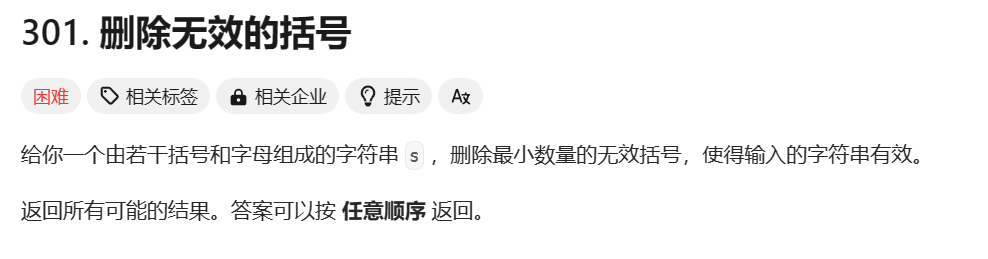 301. 删除无效的括号
困难 相关标签 相关企业 提示 A文
给你一个由若干括号和字母组成的字符串 s ，删除最小数量的无效括号，使得输入的字符串有效。
返回所有可能的结果。答案可以按 任意顺序 返回。